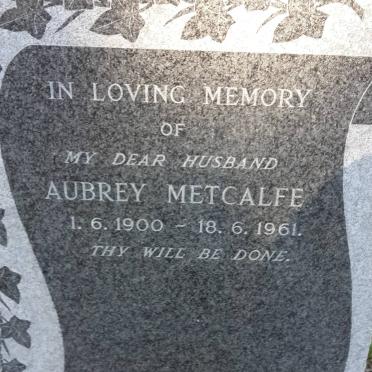 IN LOVING MEMORY
OF
MY DEAR HUSBAND
AUBREY METCALFE
1. 6. 1900 – 18. 6. 1961.
THY WILL BE DONE.